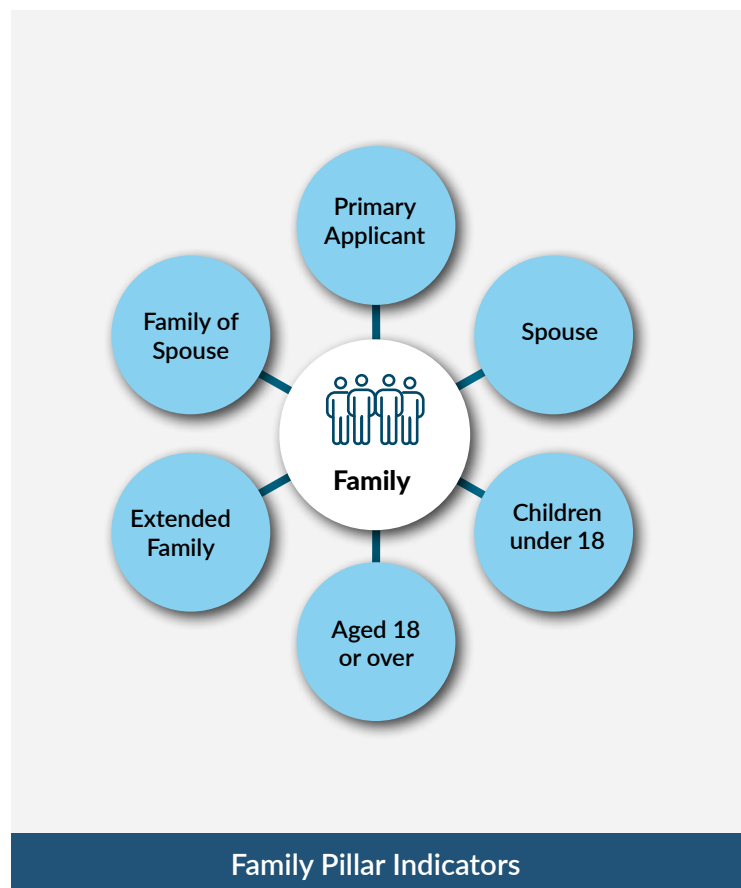 Primary
Applicant
Family of
Spouse
Spouse
Family
Extended
Family
Children
under 18
Aged 18
or over
Family Pillar Indicators